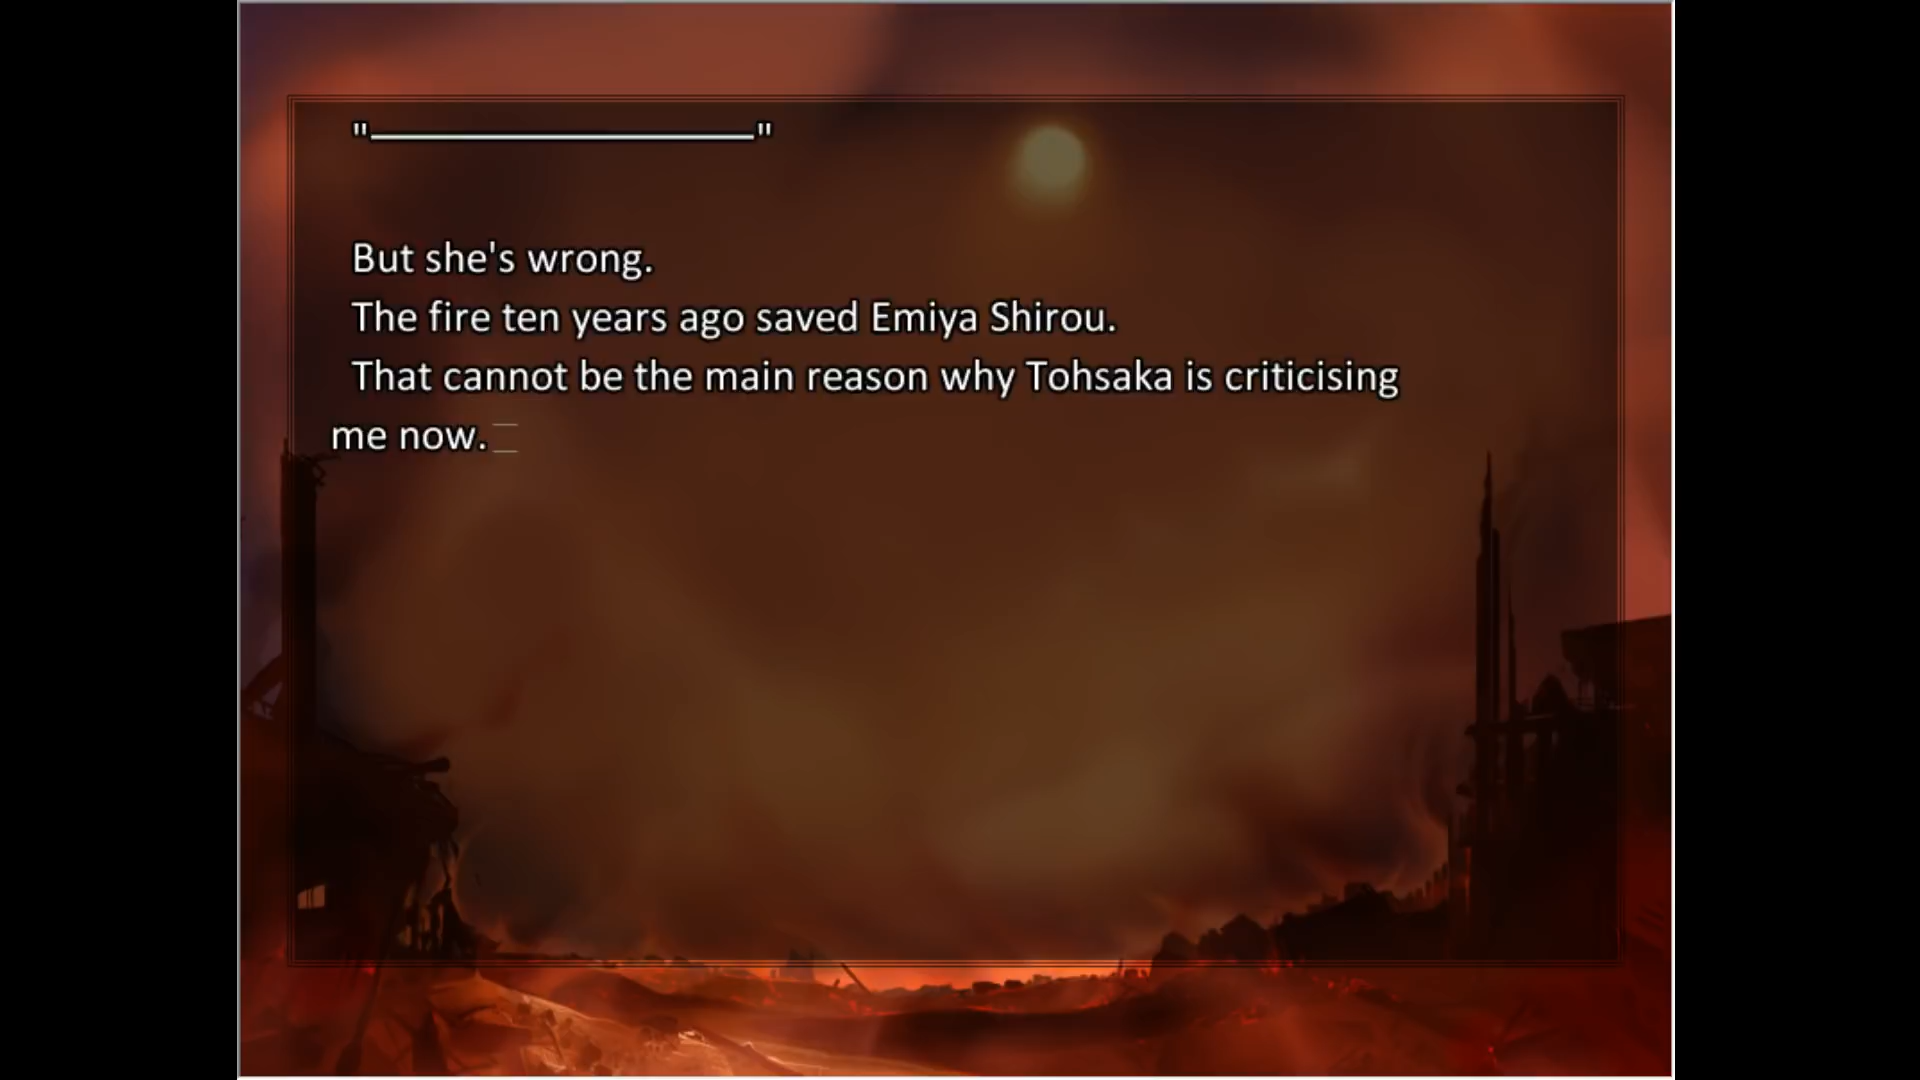 "————————————"
But she's wrong.
The fire ten years ago saved Emiya Shirou.
That cannot be the main reason why Tohsaka is criticising
me now.